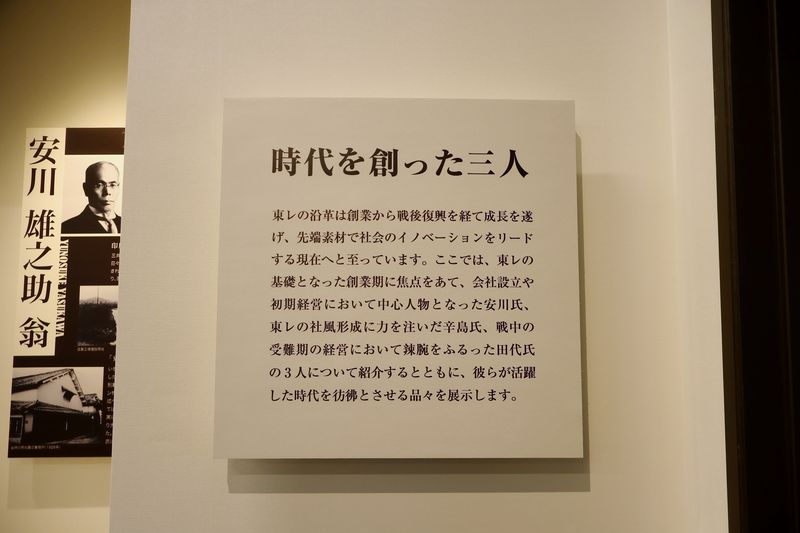 時代を創った三人
東レの沿革は創業から戦後復興を経て成長を遂
げ、先端素材で社会のイノベーションをリード
する現在へと至っています。ここでは、東レの
基礎となった創業期に焦点をあて、会社設立や
初期経営において中心人物となった安川氏、
東レの社風形成に力を注いだ辛島氏、戦中の
受難期の経営において辣腕をふるった田代氏
の3人について紹介するとともに、彼らが活躍
した時代を彷彿とさせる品々を展示します。
安川 雄之助 翁
YUNOSUKE YASUKAWA